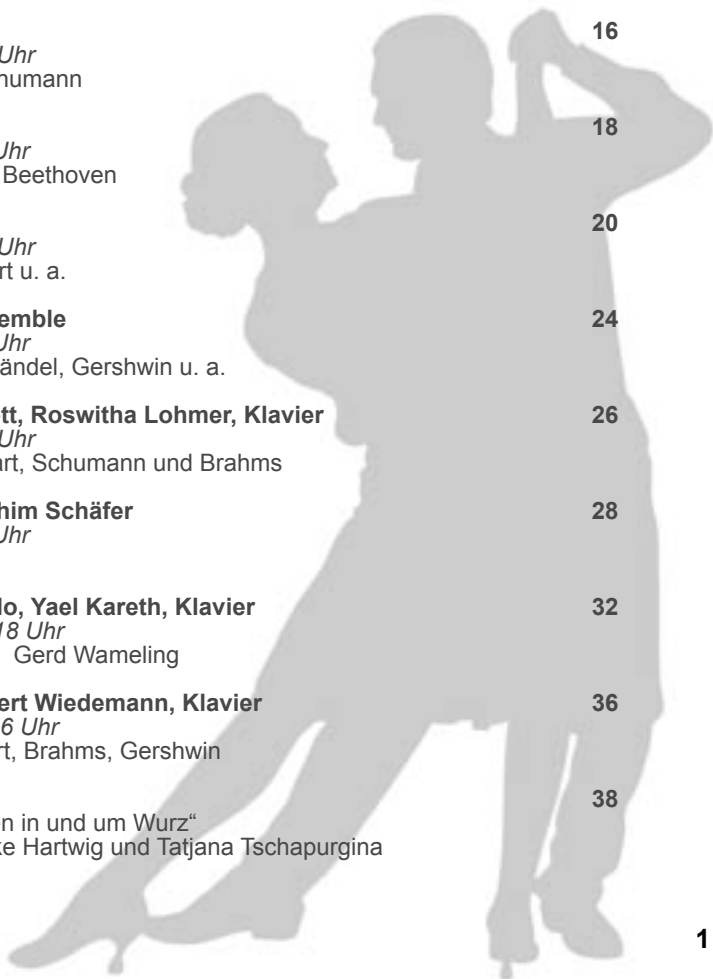 16
Uhr
humann
18
Uhr
Beethoven
20
Uhr
rt u. a.
emble 24
Uhr
ändel, Gershwin u. a.
tt, Roswitha Lohmer, Klavier 26
Uhr
art, Schumann und Brahms
him Schäfer 28
Uhr
lo, Yael Kareth, Klavier 32
18 Uhr
Gerd Wameling
ert Wiedemann, Klavier 36
6 Uhr
rt, Brahms, Gershwin
38
en in und um Wurz“
ke Hartwig und Tatjana Tschapurgina
1